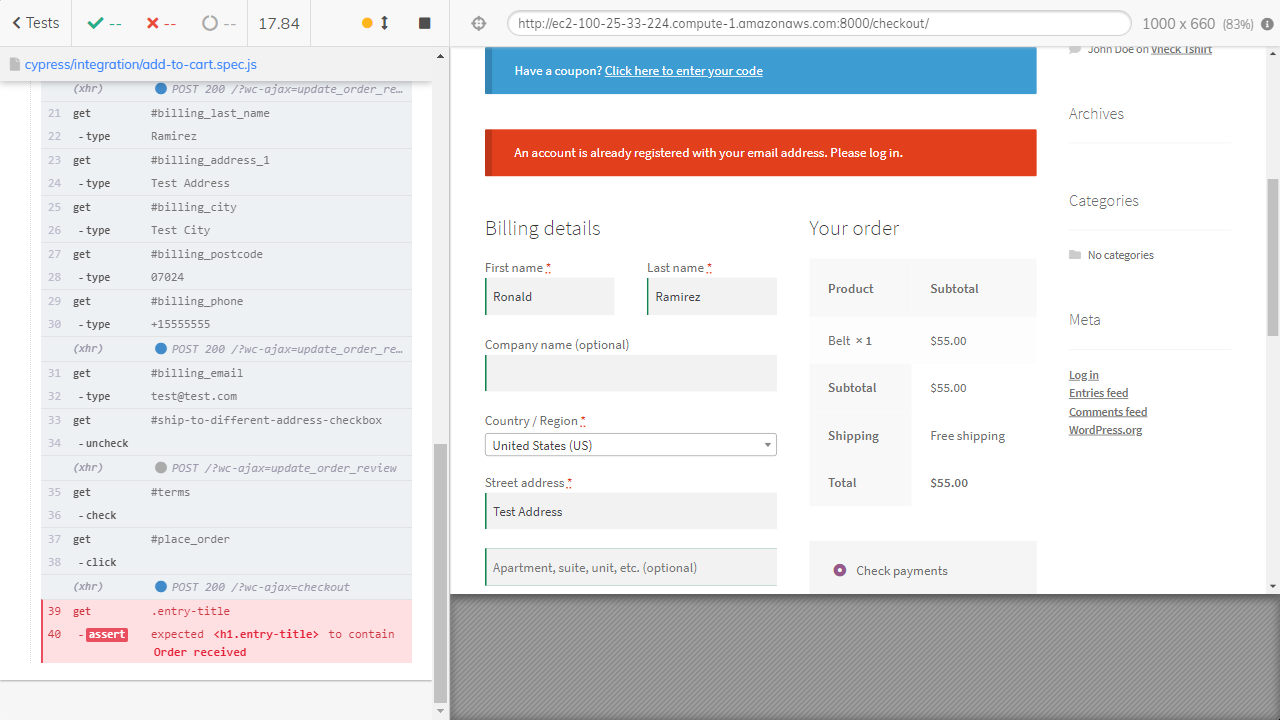 Tests
--
--
--
17.84
http://ec2-100-25-33-224.compute-1.amazonaws.com:8000/checkout/
1000 x 660 (83%)
cypress/integration/add-to-cart.spec.js
(xhr) POST 200 /?wc-ajax=update_order_re…
21 get #billing_last_name
22 -type Ramirez
23 get #billing_address_1
24 -type Test Address
25 get #billing_city
26 -type Test City
27 get #billing_postcode
28 -type 07024
29 get #billing_phone
30 -type +15555555
(xhr) POST 200 /?wc-ajax=update_order_re…
31 get #billing_email
32 -type test@test.com
33 get #ship-to-different-address-checkbox
34 -uncheck
(xhr) POST /?wc-ajax=update_order_review
35 get #terms
36 -check
37 get #place_order
38 -click
(xhr) POST 200 /?wc-ajax=checkout
39 get .entry-title
40 -assert expected <h1.entry-title> to contain
Order received
Have a coupon? Click here to enter your code
An account is already registered with your email address. Please log in.
Billing details
First name *
Last name *
Ronald
Ramirez
Company name (optional)
Country / Region *
United States (US)
Street address *
Test Address
Apartment, suite, unit, etc. (optional)
Your order
Product Subtotal
Belt × 1 $55.00
Subtotal $55.00
Shipping Free shipping
Total $55.00
Check payments
John Doe on Vneck Tshirt
Archives
Categories
No categories
Meta
Log in
Entries feed
Comments feed
WordPress.org